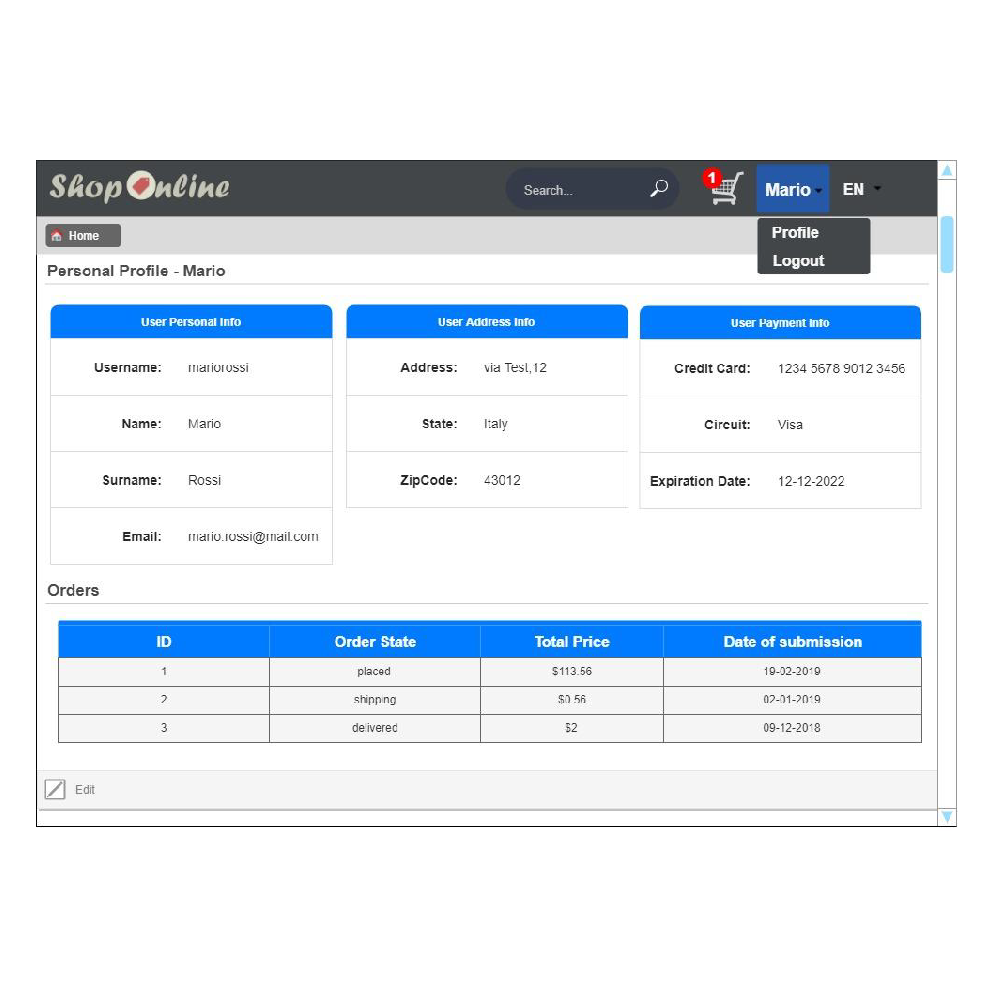 Shop Online
Search...
1
Mario
EN
Home
Profile
Logout
Personal Profile - Mario
User Personal Info
Username: mariorossi
Name: Mario
Surname: Rossi
Email: mario.rossi@mail.com
User Address Info
Address: via Test,12
State: Italy
ZipCode: 43012
User Payment Info
Credit Card: 1234 5678 9012 3456
Circuit: Visa
Expiration Date: 12-12-2022
Orders
ID Order State Total Price Date of submission
1 placed $113.56 19-02-2019
2 shipping $0.56 02-01-2019
3 delivered $2 09-12-2018
Edit